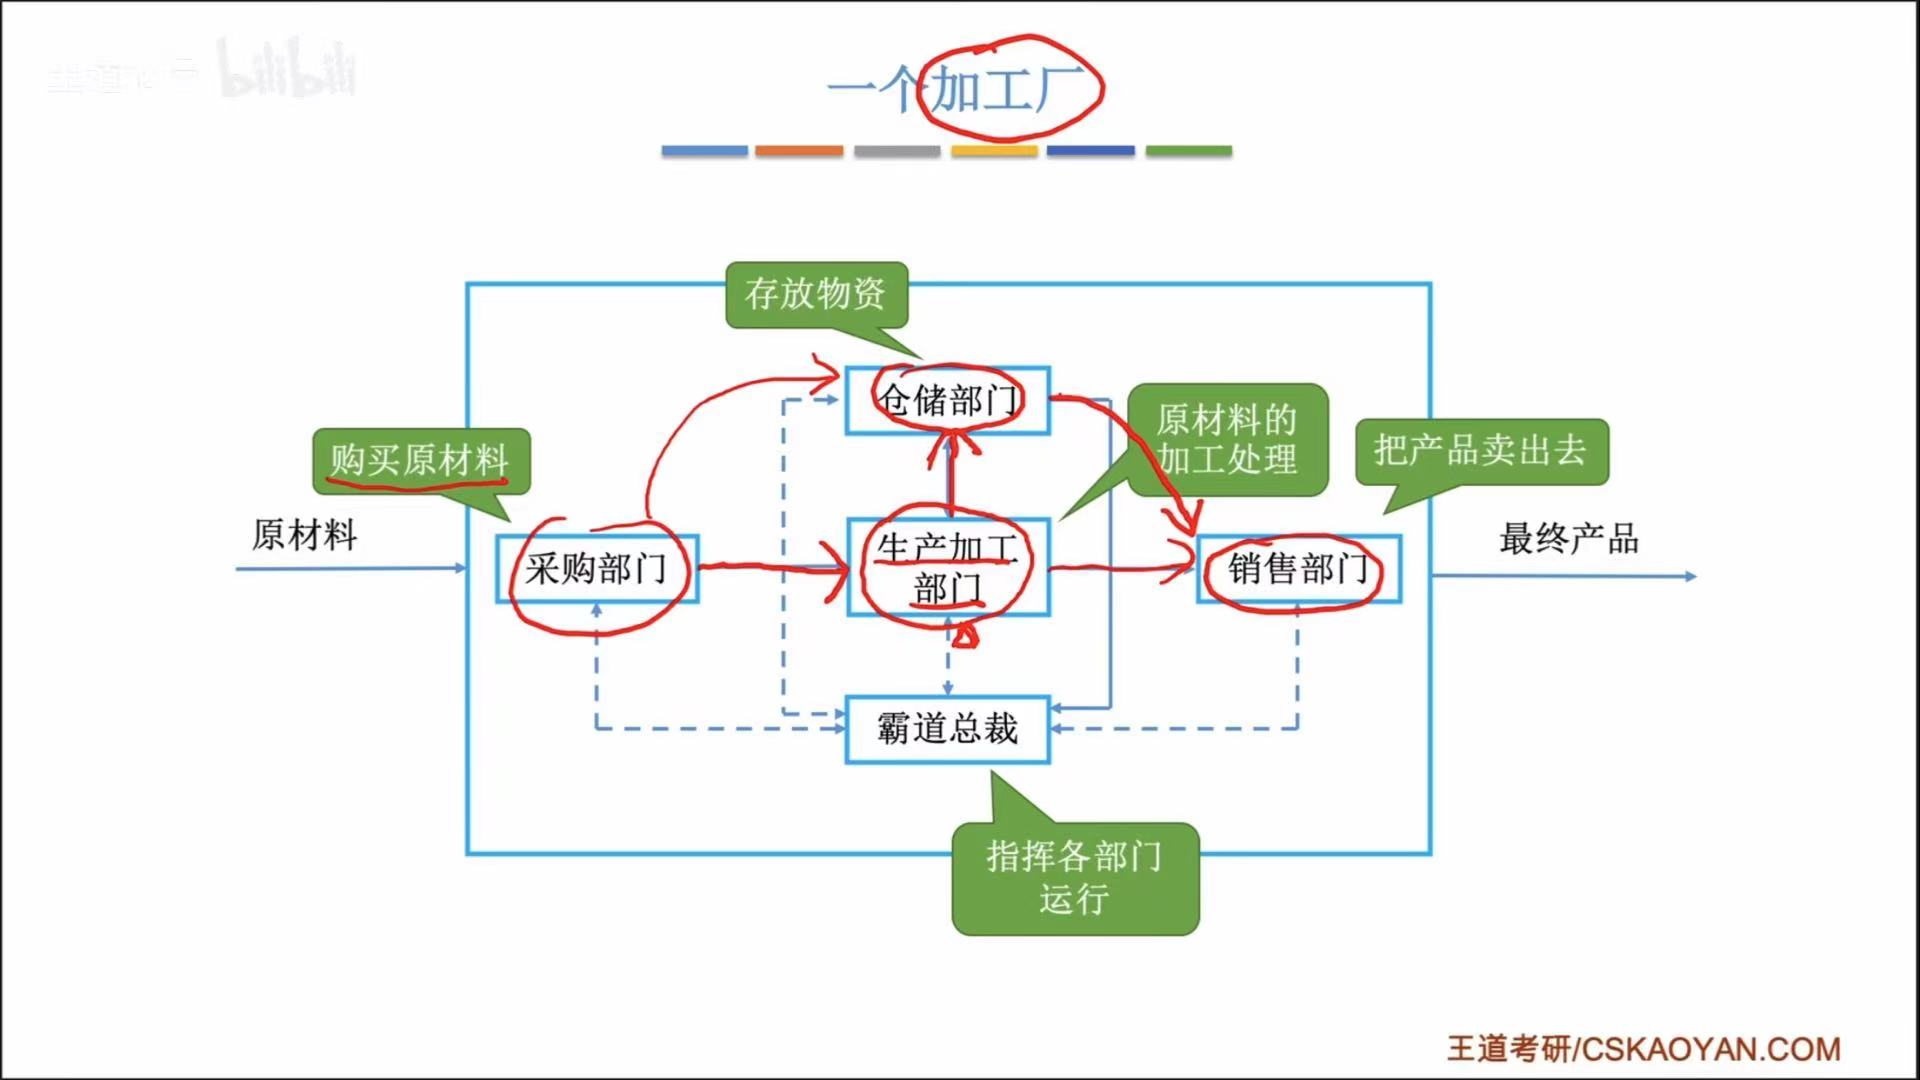 bilibili
一个加工厂
存放物资
仓储部门
原材料的
加工处理
把产品卖出去
购买原材料
原材料
采购部门
生产加工
部门
销售部门
最终产品
霸道总裁
指挥各部门
运行
王道考研/CSKAOYAN.COM